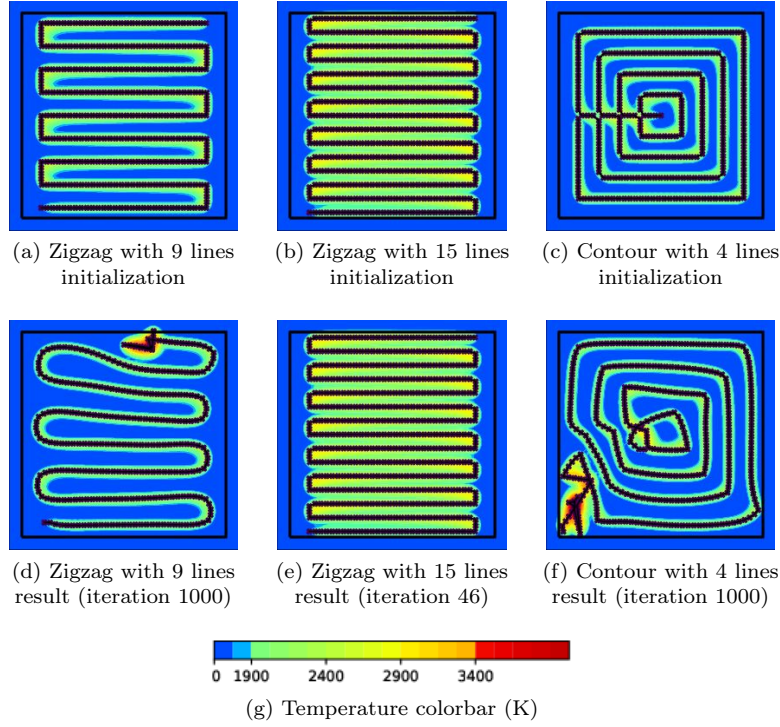 (a) Zigzag with 9 lines
initialization
(b) Zigzag with 15 lines
initialization
(c) Contour with 4 lines
initialization
(d) Zigzag with 9 lines
result (iteration 1000)
(e) Zigzag with 15 lines
result (iteration 46)
(f) Contour with 4 lines
result (iteration 1000)
0 1900 2400 2900 3400
(g) Temperature colorbar (K)